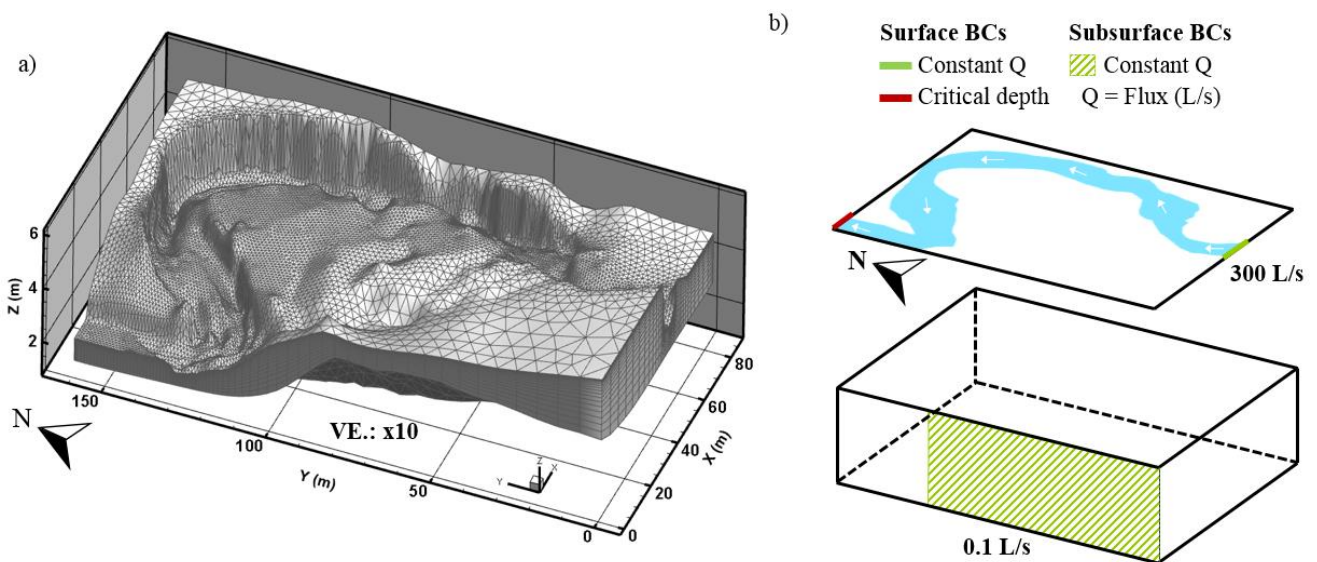 a)
6
4
2
Z (m)
N
150
100
50
0
Y (m)
VE.: x10
Z
X
Y
0
20
40
60
80
X (m)
b)
Surface BCs
Constant Q
Critical depth
Subsurface BCs
Constant Q
Q = Flux (L/s)
N
300 L/s
0.1 L/s